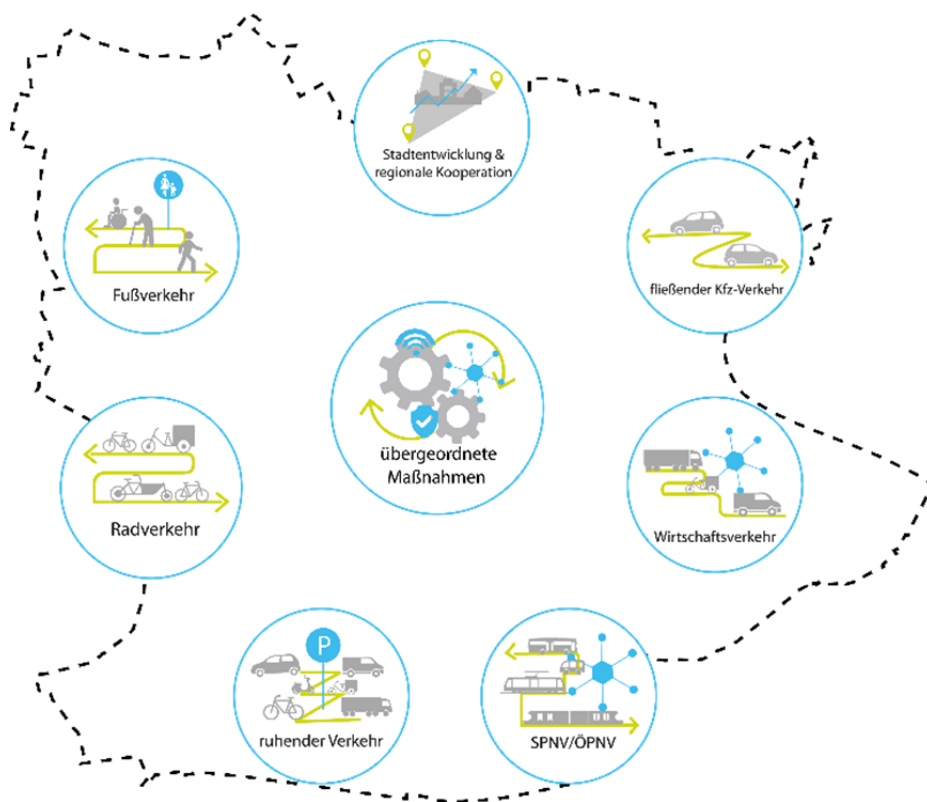 Stadtentwicklung &
regionale Kooperation
Fußverkehr
fließender Kfz-Verkehr
übergeordnete
Maßnahmen
Radverkehr
Wirtschaftsverkehr
P
ruhender Verkehr
SPNV/ÖPNV